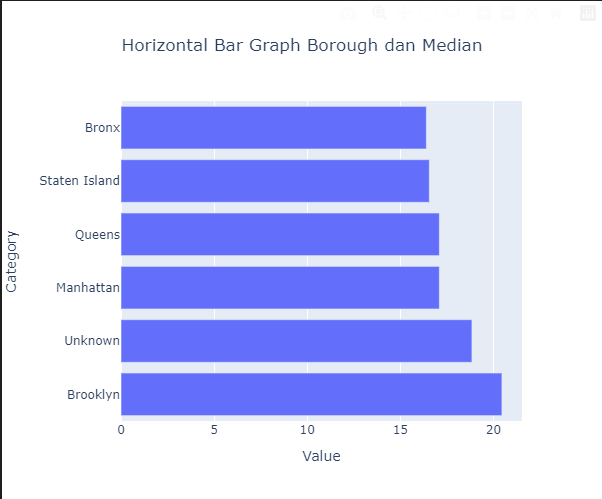 Horizontal Bar Graph Borough dan Median
Category
Bronx
Staten Island
Queens
Manhattan
Unknown
Brooklyn
0 5 10 15 20
Value